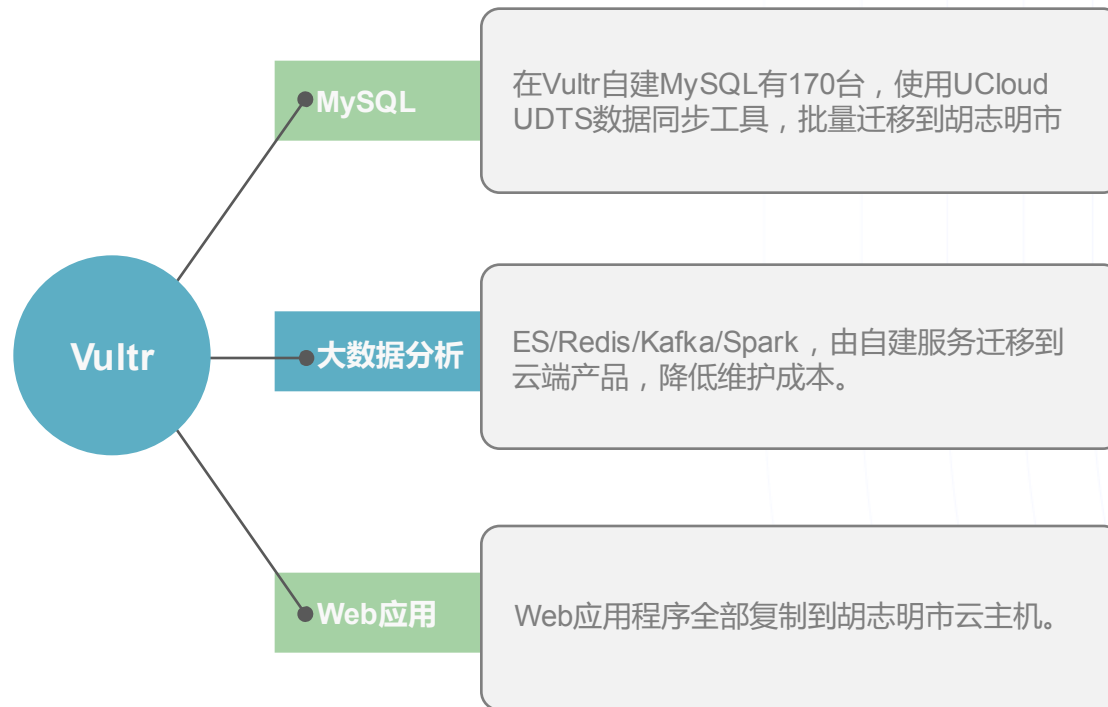 Vultr
MySQL
在Vultr自建MySQL有170台，使用UCloud
UDTS数据同步工具，批量迁移到胡志明市
大数据分析
ES/Redis/Kafka/Spark，由自建服务迁移到
云端产品，降低维护成本。
Web应用
Web应用程序全部复制到胡志明市云主机。